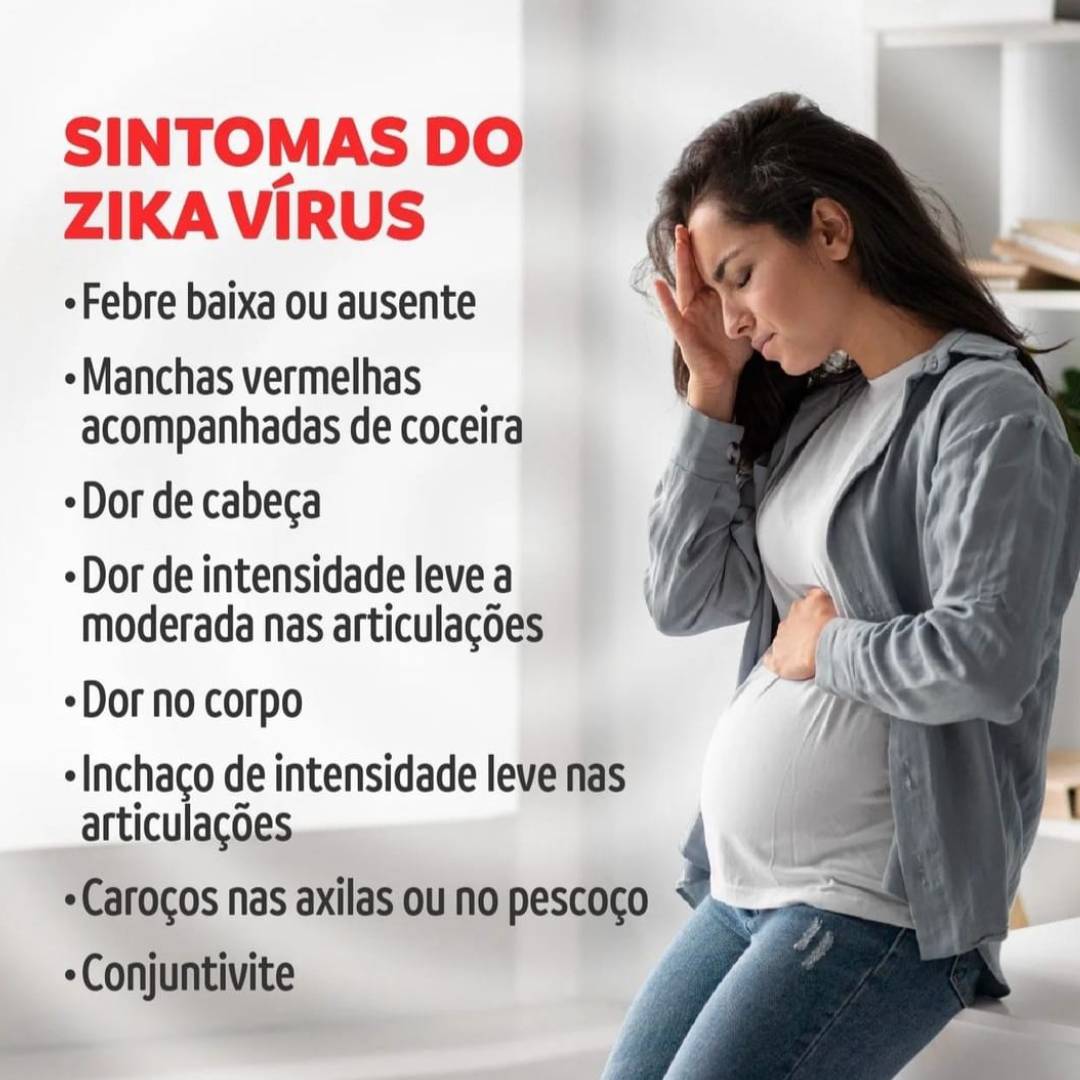 SINTOMAS DO
ZIKA VÍRUS
•Febre baixa ou ausente
•Manchas vermelhas
acompanhadas de coceira
•Dor de cabeça
•Dor de intensidade leve a
moderada nas articulações
•Dor no corpo
•Inchaço de intensidade leve nas
articulações
•Caroços nas axilas ou no pescoço
•Conjuntivite